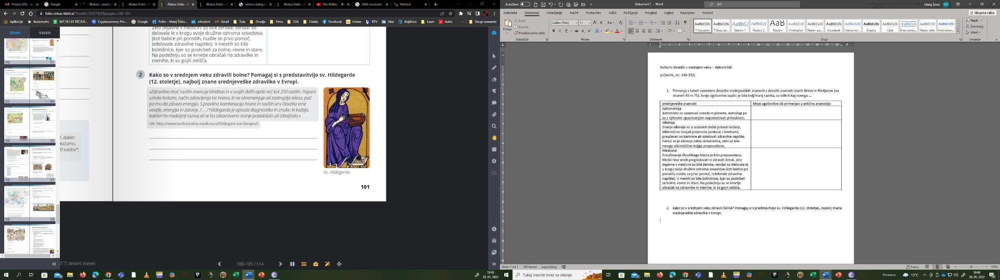 Prejeto (33) - m
Google
iRokus - pouču
iRokus Folio – P
iRokus Folio – P
iRokus Folio – P
resitve-nalog-iz
iRokus Folio – P
The Rolling
1848 revolution
Partis.si
folio.rokus-klett.si/?credit=ZGO7DZ&pages=100-101
Aplikacije
Bookmarks
$47,361.85 BTC/US...
Cryptocurrency Pric...
Google
Pošta – Matej Šiško...
eAsistent
Gmail
Šola
Orodja
Petra
EVA
Ostalo
Facebook
Vreme
RTV
24ur
Knjižnica
Laser
Index
Drugi zaznamki
Strani
Kazalo
90
91
92
93
94
95
96
97
98
99
i, dokler
ločamo,
0 soldov*,
Zelo dejavne v medicini so bile ženske, vendar so
delovale le v krogu svoje družine oziroma sosedstva
(kot babice pri porodih, nudile so prvo pomoč,
izdelovale zdravilne napitke). V mestih so bile
bolnišnice, kjer so poskrbeli za bolne, revne in stare.
Na podeželju so se kmetje obračali na zdravilke in
menihe, ki so gojili zelišča.
2 Kako so v srednjem veku zdravili bolne? Pomagaj si s predstavitvijo sv. Hildegarde
(12. stoletje), najbolj znane srednjeveške zdravilke v Evropi.
»Zdravilno moč rastlin imenuje Viriditas in v svojih delih opiše več kot 250 rastlin. Pojasni
vzroke bolezni, način zdravljenja ter hrano, ki ne obremenjuje ali zastruplja telesa, pač
pa mu da zdravo energijo. S pravilno kombinacijo hrane in rastlin se v človeka vrne
veselje, energija in zdravje. /.../ Hildegarda je opisala diagnostiko in znake, ki kažejo,
kakšen bo nadaljnji razvoj ali se bo zdravstveno stanje poslabšalo ali izboljšalo.«
(Vir: http://www.tradicionalna-medicina.si/hildegard-von-bingen/)
Sv. Hildegarda
101
ST 7, delovni zvezek
100–101 / 114
18:48
28. 05. 2022
AutoSave
Dokument1 - Word
Išči
Matej Šiško
MŠ
Datoteka
Osnovno
Vstavljanje
Načrt
Postavitev
Sklici
Pošiljanje
Pregled
Ogled
Razvijalec
Pomoč
Skupna raba
Prilepi
Izreži
Kopiraj
Preslikovalnik oblik
Odložišče
Calibri (Telo)
11
Pisava
Odstavek
¶ Navaden
¶ Brez raz...
Naslov 1
Naslov 2
Naslov
Podnaslov
Nežen po...
Poudarek
Intenziven...
Krepko
Citat
Intenziven...
Nežen sklic
Intenziven...
Slogi
Najdi
Zamenjaj
Izberi
Urejanje
Kulturni dosežki v srednjem veku – delovni list
(učbenik, str. 149-152)
1. Primerjaj v tabeli navedene dosežke srednjeveških znanosti z dosežki znanosti starih Grkov in Rimljanov (na
straneh 45 in 75). Svoje ugotovitve zapiši: je bila bolj/manj razvita, so odkrili kaj novega ...
srednjeveške znanosti
Moje ugotovitve ob primerjavi z antično znanostjo
Astronomija
Astronomi so opazovali zvezde in planete. Astrologi pa
so z njihovim opazovanjem napovedovali prihodnost.
Alkimija
Znanje alkimije so iz arabskih dežel prinesli križarji.
Alkimisti so izvajali preproste poskuse s kovinami,
preučevali so kamnine ali izdelovali zdravilne napitke.
Cerkvi se je alkimija zdela skrivnostna, zato so bile
mnoge alkimistične knjige prepovedane.
Medicina
Preučevanje človeškega telesa je bilo prepovedano.
Moški niso smeli pregledovati in zdraviti žensk. zelo
dejavne v medicini so bile ženske, vendar so delovale le
v krogu svoje družine oziroma sosedstva (kot babice pri
porodih, nudile so prvo pomoč, izdelovale zdravilne
napitke). V mestih so bile bolnišnice, kjer so poskrbeli
za bolne, revne in stare. Na podeželju so se kmetje
obračali na zdravnike in menihe, ki so gojili zelišča.
2. kako so v srednjem veku zdravili bolne? Pomagaj si s predstavitvijo sv. Hildegarde (12. stoletje), najbolj znane
srednjeveške zdravilke v Evropi.
Stran 1 od 1
193 besed
slovenščina
Fokus
100%
Tukaj vnesite izraz za iskanje
Povezave
13°C
18:48
28. 05. 2022